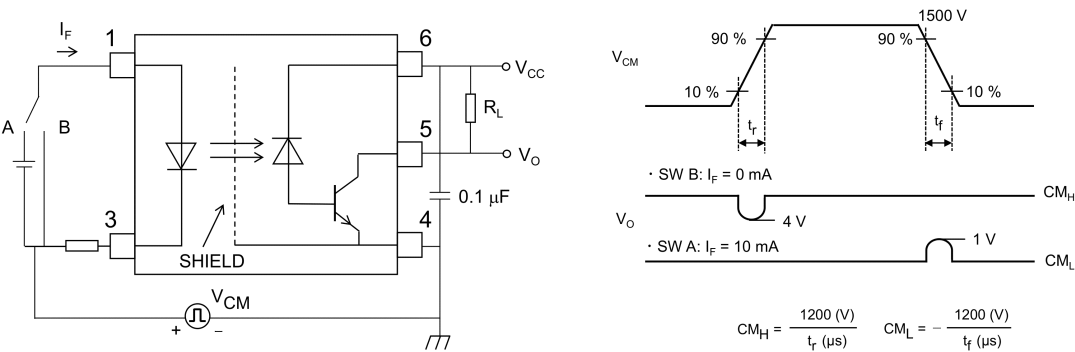 I_F
1
6
V_CC
A
B
R_L
5
V_O
3
4
0.1 μF
SHIELD
V_CM
+
−
1500 V
90 %
90 %
V_CM
10 %
10 %
t_r
t_f
· SW B: I_F = 0 mA
CM_H
V_O
4 V
· SW A: I_F = 10 mA
1 V
CM_L
CM_H = 1200 (V) / t_r (μs)
CM_L = − 1200 (V) / t_f (μs)